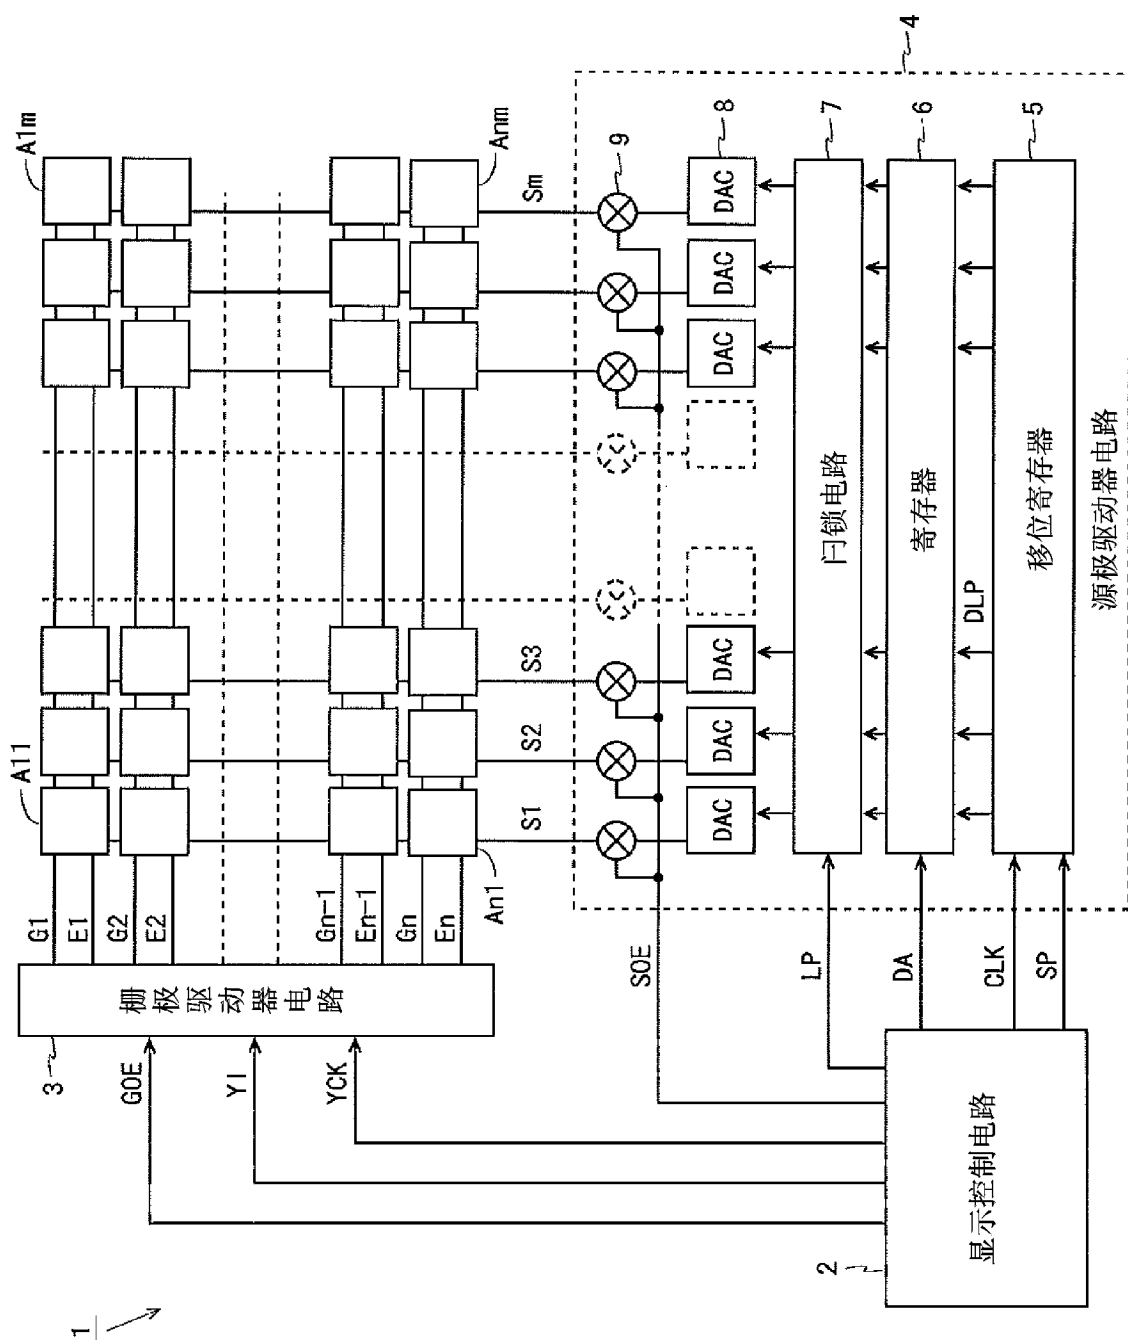 1
2
显示控制电路
GOE
YI
YCK
SOE
LP
DA
CLK
SP
3
栅极驱动器电路
G1
E1
G2
E2
Gn-1
En-1
Gn
En
A11
A1m
An1
Anm
S1
S2
S3
Sm
9
DAC
DAC
DAC
DAC
DAC
DAC
8
闩锁电路
7
寄存器
6
DLP
移位寄存器
5
源极驱动器电路
4